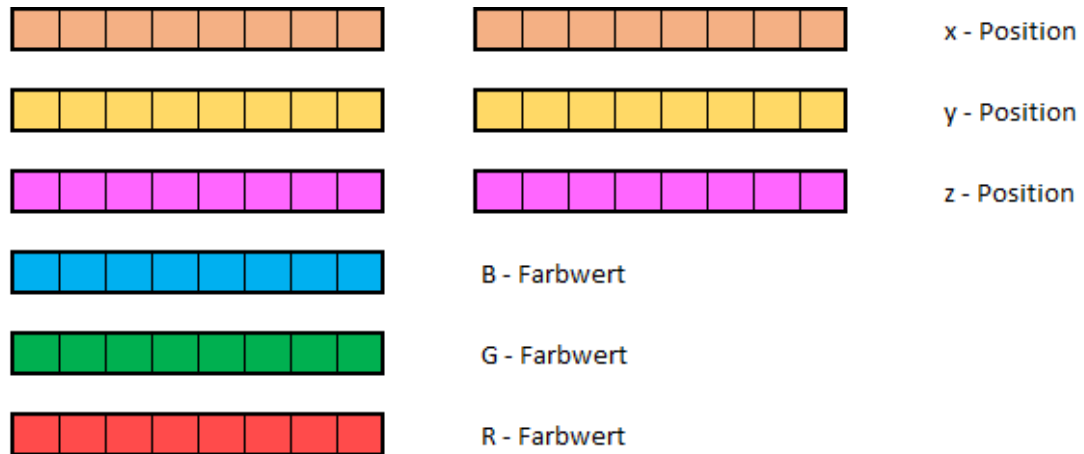 x - Position
y - Position
z - Position
B - Farbwert
G - Farbwert
R - Farbwert